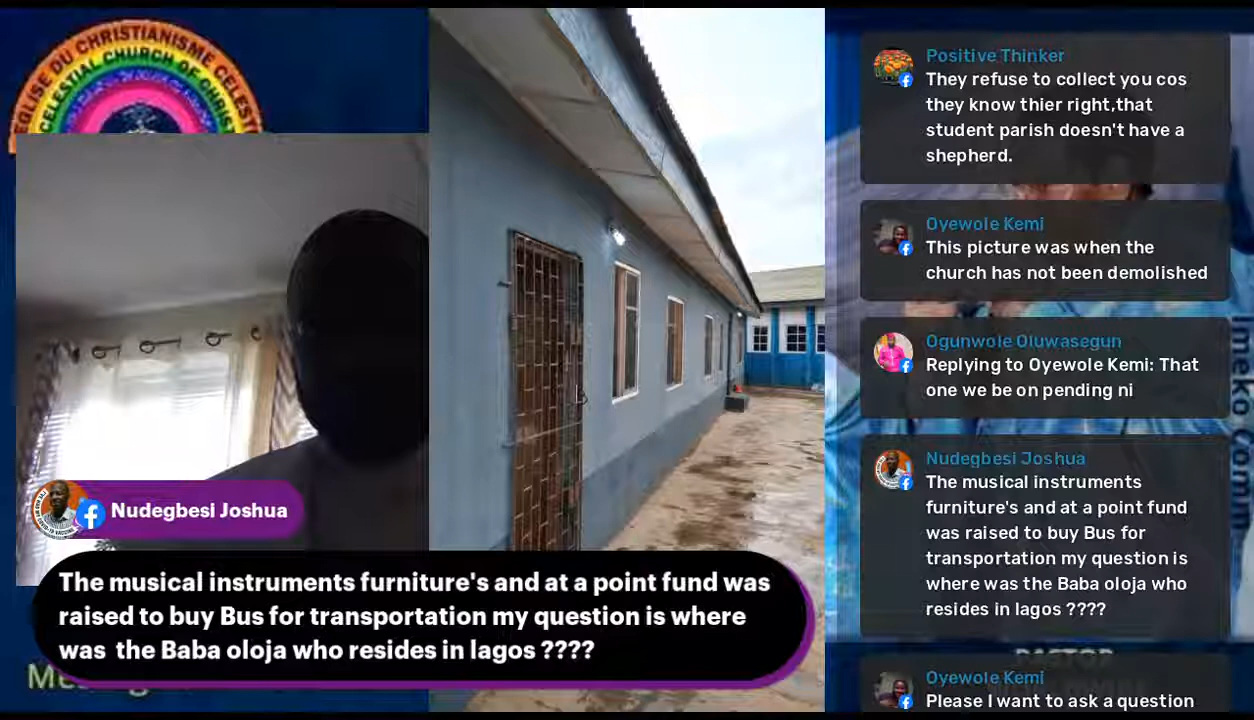 EGLISE DU CHRISTIANISME CELESTE
CELESTIAL CHURCH OF CHRIST
Nudegbesi Joshua
The musical instruments furniture's and at a point fund was
raised to buy Bus for transportation my question is where
was the Baba oloja who resides in lagos ????
Positive Thinker
They refuse to collect you cos
they know thier right,that
student parish doesn't have a
shepherd.
Oyewole Kemi
This picture was when the
church has not been demolished
Ogunwole Oluwasegun
Replying to Oyewole Kemi: That
one we be on pending ni
Nudegbesi Joshua
The musical instruments
furniture's and at a point fund
was raised to buy Bus for
transportation my question is
where was the Baba oloja who
resides in lagos ????
Oyewole Kemi
Please I want to ask a question
Imeko
PASTOR